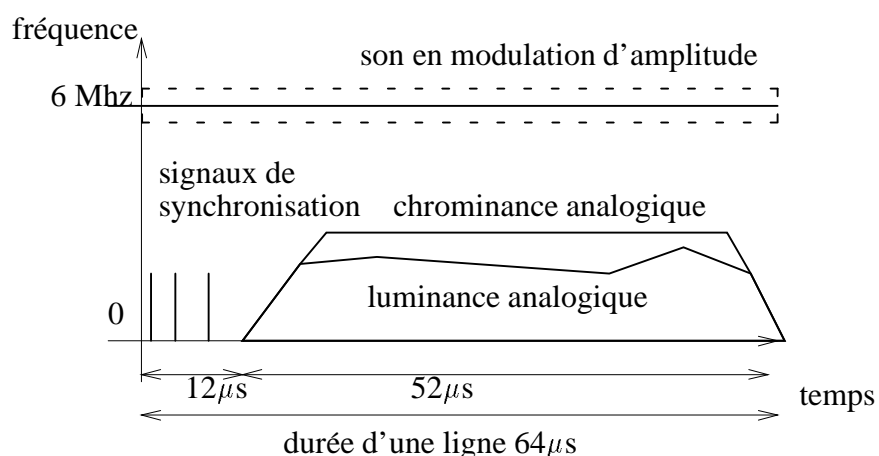 fréquence
son en modulation d'amplitude
6 Mhz
signaux de
synchronisation
chrominance analogique
luminance analogique
0
12µs
52µs
temps
durée d'une ligne 64µs